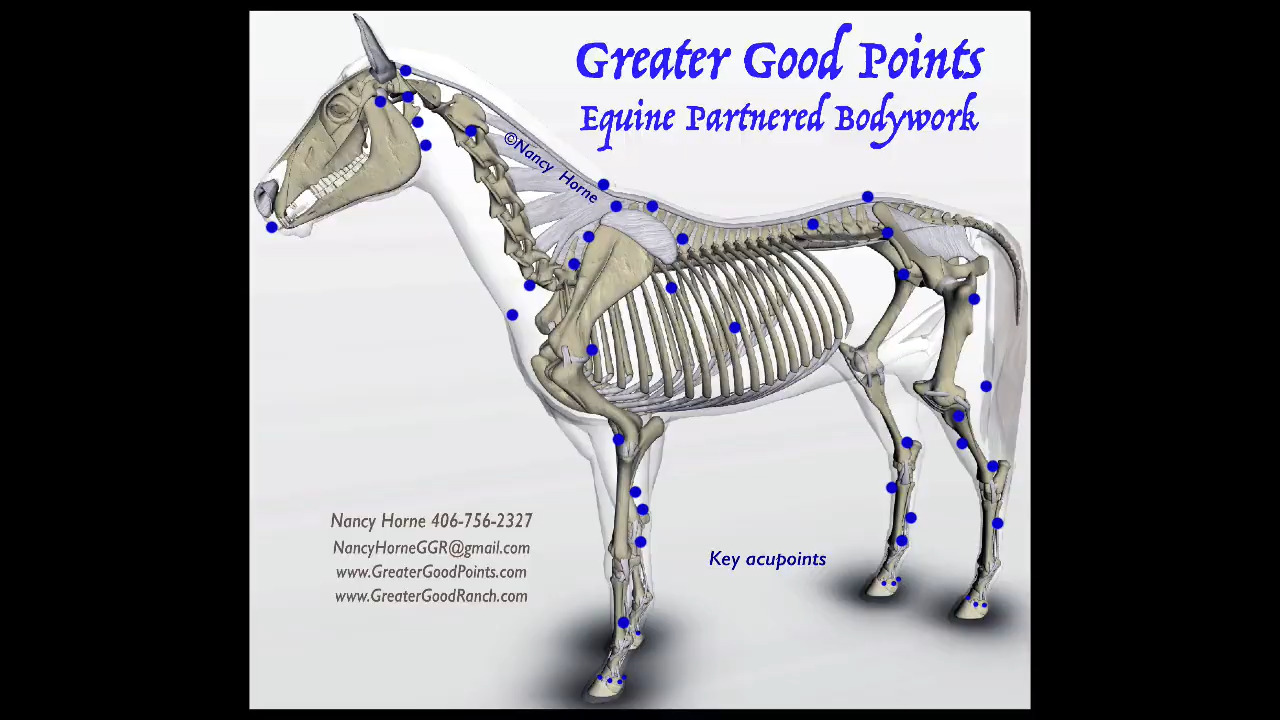 Greater Good Points
Equine Partnered Bodywork
©Nancy Horne
Nancy Horne 406-756-2327
NancyHorneGGR@gmail.com
www.GreaterGoodPoints.com
www.GreaterGoodRanch.com
Key acupoints